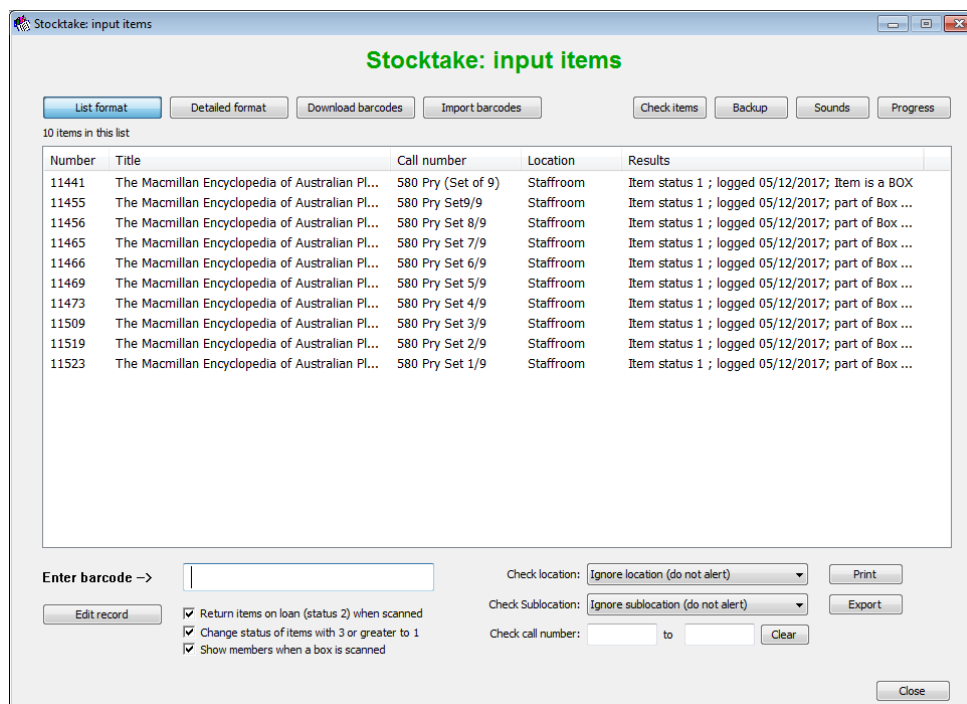 Stocktake: input items
Stocktake: input items
List format Detailed format Download barcodes Import barcodes Check items Backup Sounds Progress
10 items in this list
Number Title Call number Location Results
11441 The Macmillan Encyclopedia of Australian Pl... 580 Pry (Set of 9) Staffroom Item status 1 ; logged 05/12/2017; Item is a BOX
11455 The Macmillan Encyclopedia of Australian Pl... 580 Pry Set9/9 Staffroom Item status 1 ; logged 05/12/2017; part of Box ...
11456 The Macmillan Encyclopedia of Australian Pl... 580 Pry Set 8/9 Staffroom Item status 1 ; logged 05/12/2017; part of Box ...
11465 The Macmillan Encyclopedia of Australian Pl... 580 Pry Set 7/9 Staffroom Item status 1 ; logged 05/12/2017; part of Box ...
11466 The Macmillan Encyclopedia of Australian Pl... 580 Pry Set 6/9 Staffroom Item status 1 ; logged 05/12/2017; part of Box ...
11469 The Macmillan Encyclopedia of Australian Pl... 580 Pry Set 5/9 Staffroom Item status 1 ; logged 05/12/2017; part of Box ...
11473 The Macmillan Encyclopedia of Australian Pl... 580 Pry Set 4/9 Staffroom Item status 1 ; logged 05/12/2017; part of Box ...
11509 The Macmillan Encyclopedia of Australian Pl... 580 Pry Set 3/9 Staffroom Item status 1 ; logged 05/12/2017; part of Box ...
11519 The Macmillan Encyclopedia of Australian Pl... 580 Pry Set 2/9 Staffroom Item status 1 ; logged 05/12/2017; part of Box ...
11523 The Macmillan Encyclopedia of Australian Pl... 580 Pry Set 1/9 Staffroom Item status 1 ; logged 05/12/2017; part of Box ...
Enter barcode --> Check location: Ignore location (do not alert) Print
Edit record Return items on loan (status 2) when scanned Check Sublocation: Ignore sublocation (do not alert) Export
Change status of items with 3 or greater to 1 Check call number: to Clear
Show members when a box is scanned
Close